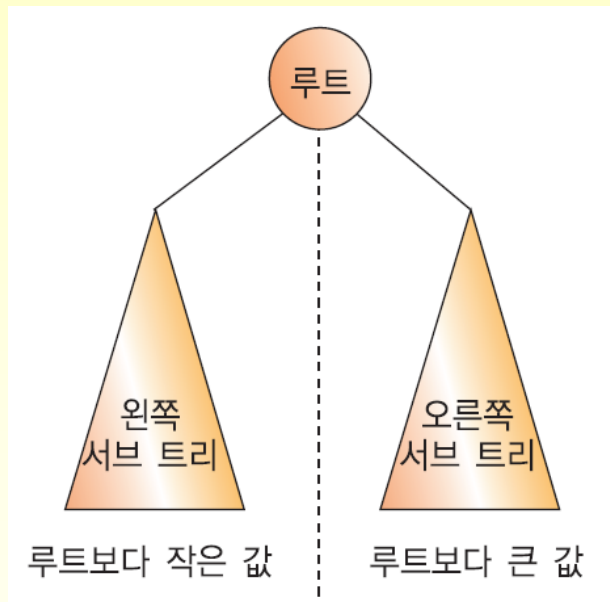 루트
왼쪽
서브 트리
오른쪽
서브 트리
루트보다 작은 값
루트보다 큰 값